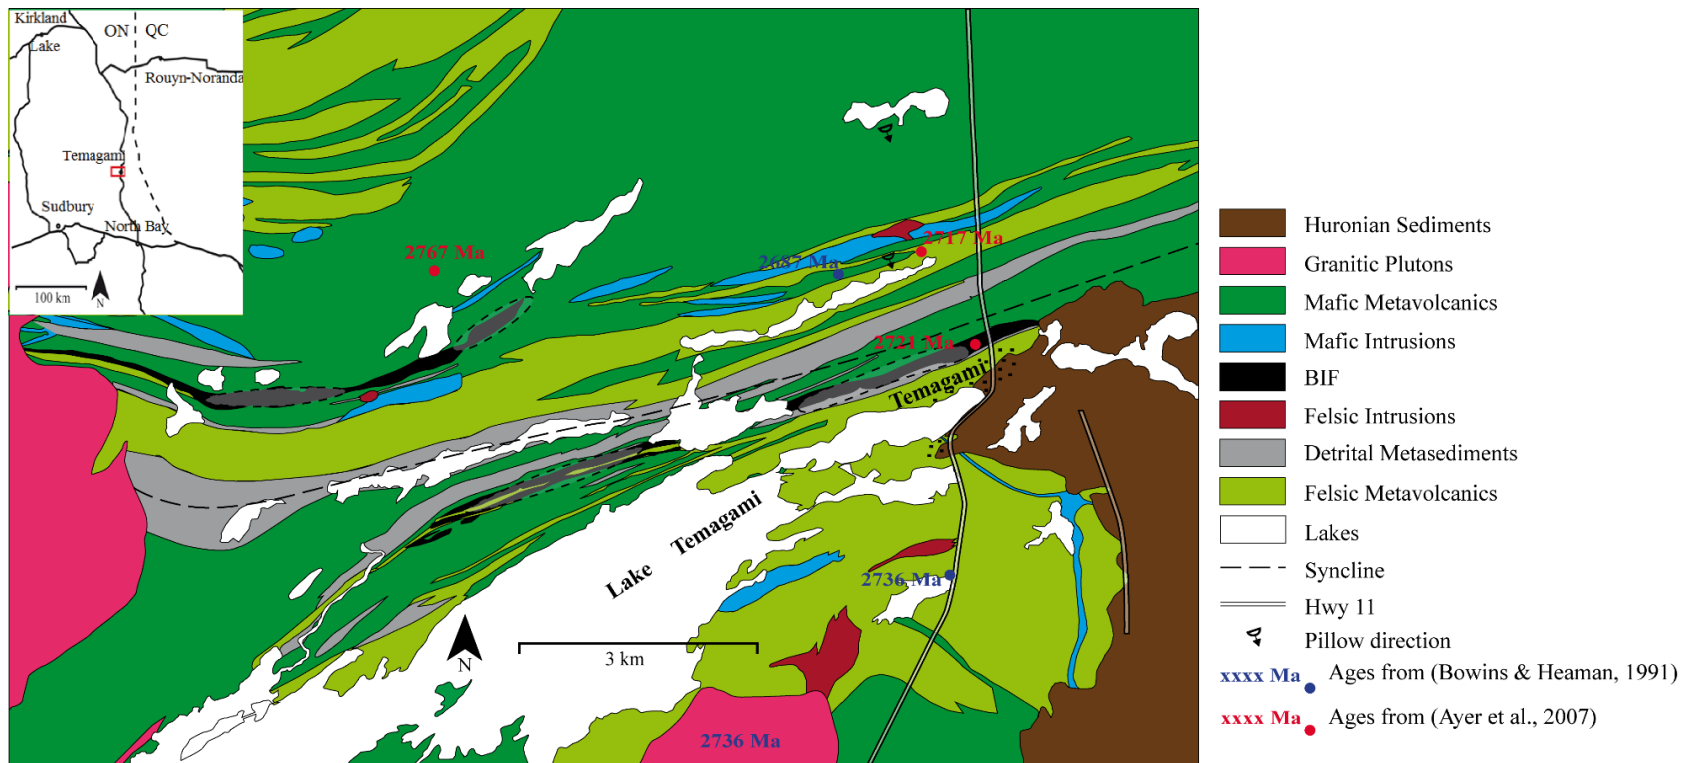 Kirkland
Lake
ON
QC
Rouyn-Noranda
Temagami
Sudbury
North Bay
100 km
N
2767 Ma
2717 Ma
2687 Ma
2721 Ma
Temagami
Lake Temagami
2736 Ma
N
3 km
2736 Ma
Huronian Sediments
Granitic Plutons
Mafic Metavolcanics
Mafic Intrusions
BIF
Felsic Intrusions
Detrital Metasediments
Felsic Metavolcanics
Lakes
Syncline
Hwy 11
Pillow direction
xxxx Ma Ages from (Bowins & Heaman, 1991)
xxxx Ma Ages from (Ayer et al., 2007)